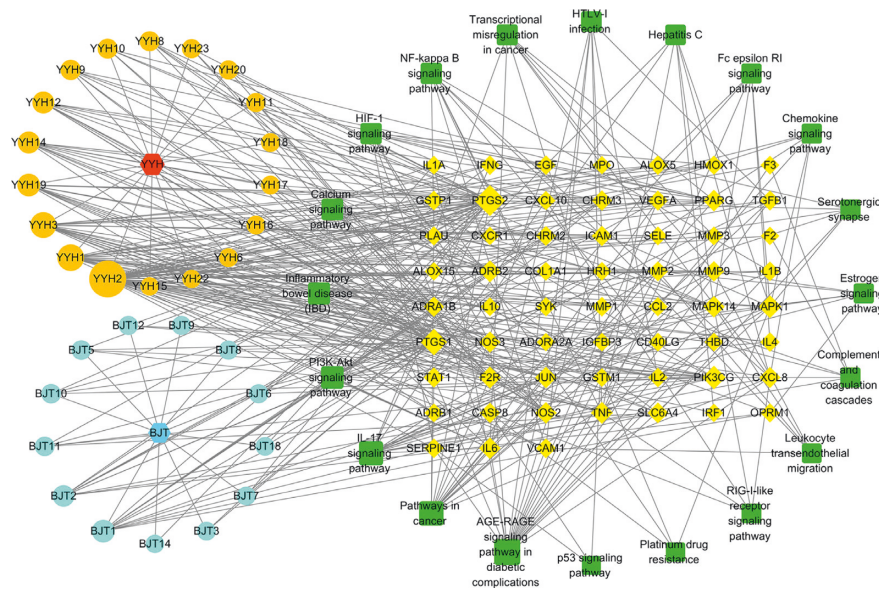 Transcriptional
misregulation
in cancer
HTLV-I
infection
Hepatitis C
NF-kappa B
signaling
pathway
Fc epsilon RI
signaling
pathway
HIF-1
signaling
pathway
Chemokine
signaling
pathway
Calcium
signaling
pathway
Serotonergic
synapse
Inflammatory
bowel disease
(IBD)
Estrogen
signaling
pathway
PI3K-Akt
signaling
pathway
Complement and
coagulation
cascades
IL-17
signaling
pathway
Leukocyte
transendothelial
migration
Pathways in
cancer
AGE-RAGE
signaling
pathway in
diabetic
complications
p53 signaling
pathway
Platinum drug
resistance
RIG-I-like
receptor
signaling
pathway
YYH8
YYH10
YYH23
YYH9
YYH20
YYH12
YYH11
YYH14
YYH18
YYH
YYH19
YYH17
YYH3
YYH16
YYH1
YYH6
YYH2
YYH15
YYH22
BJT12
BJT9
BJT5
BJT8
BJT10
BJT6
BJT
BJT11
BJT18
BJT2
BJT7
BJT1
BJT14
BJT3
IL1A IFNG EGF MPO ALOX5 HMOX1 F3
GSTP1 PTGS2 CXCL10 CHRM3 VEGFA PPARG TGFB1
PLAU CXCR1 CHRM2 ICAM1 SELE MMP3 F2
ALOX15 ADRB2 COL1A1 HRH1 MMP2 MMP9 IL1B
ADRA1B IL10 SYK MMP1 CCL2 MAPK14 MAPK1
PTGS1 NOS3 ADORA2A IGFBP3 CD40LG THBD IL4
STAT1 F2R JUN GSTM1 IL2 PIK3CG CXCL8
ADRB1 CASP8 NOS2 TNF SLC6A4 IRF1 OPRM1
SERPINE1 IL6 VCAM1